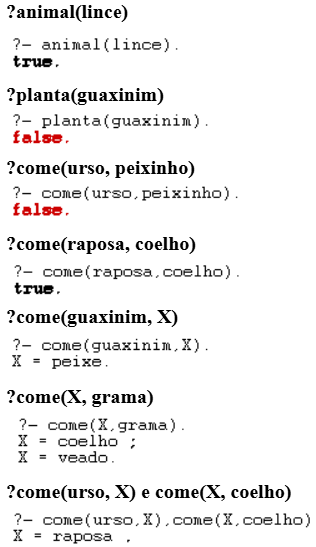 ?animal(lince)
?- animal(lince).
true.
?planta(guaxinim)
?- planta(guaxinim).
false.
?come(urso, peixinho)
?- come(urso,peixinho).
false.
?come(raposa, coelho)
?- come(raposa,coelho).
true.
?come(guaxinim, X)
?- come(guaxinim,X).
X = peixe.
?come(X, grama)
?- come(X,grama).
X = coelho ;
X = veado.
?come(urso, X) e come(X, coelho)
?- come(urso,X),come(X,coelho)
X = raposa ,